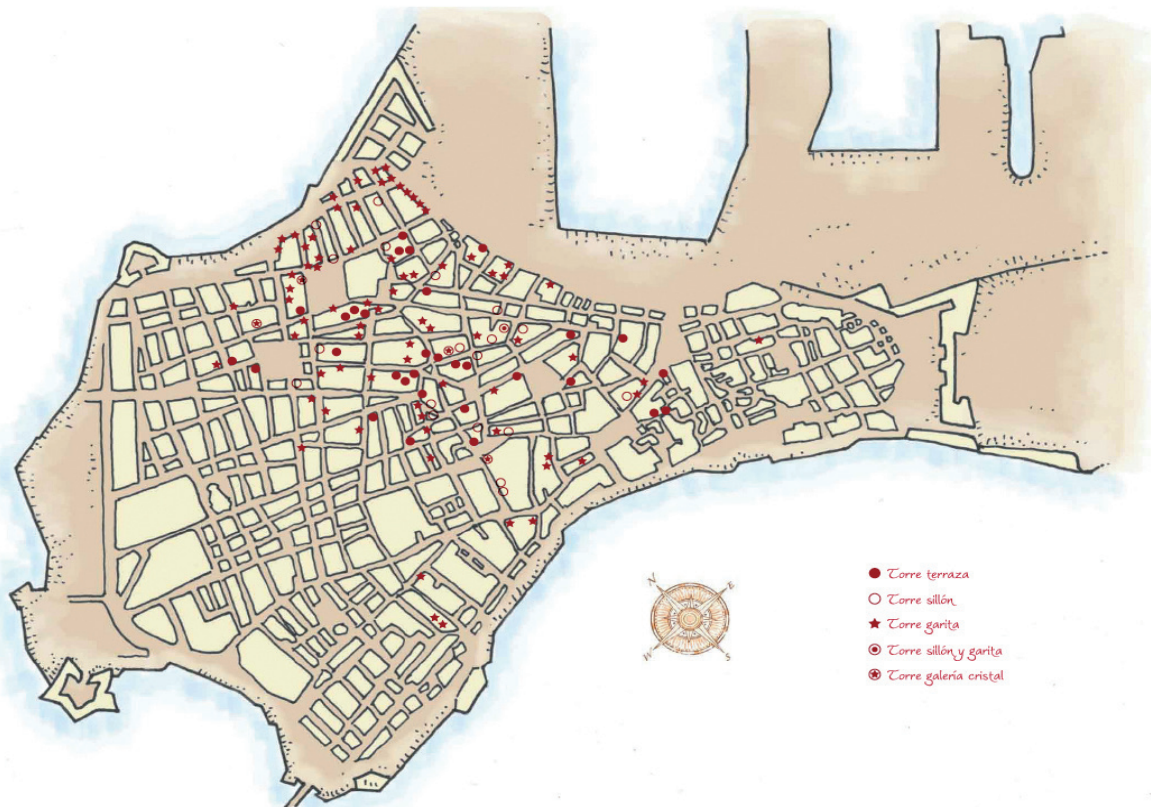 N
E
W
S
Torre terraza
Torre sillón
Torre garita
Torre sillón y garita
Torre galería cristal